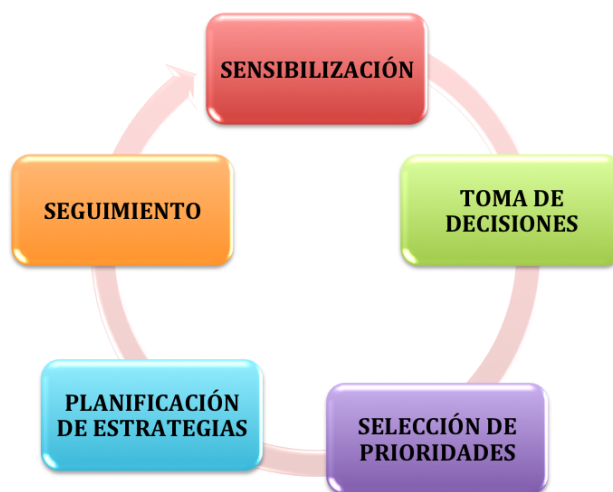 SENSIBILIZACIÓN
TOMA DE
DECISIONES
SELECCIÓN DE
PRIORIDADES
PLANIFICACIÓN
DE ESTRATEGIAS
SEGUIMIENTO